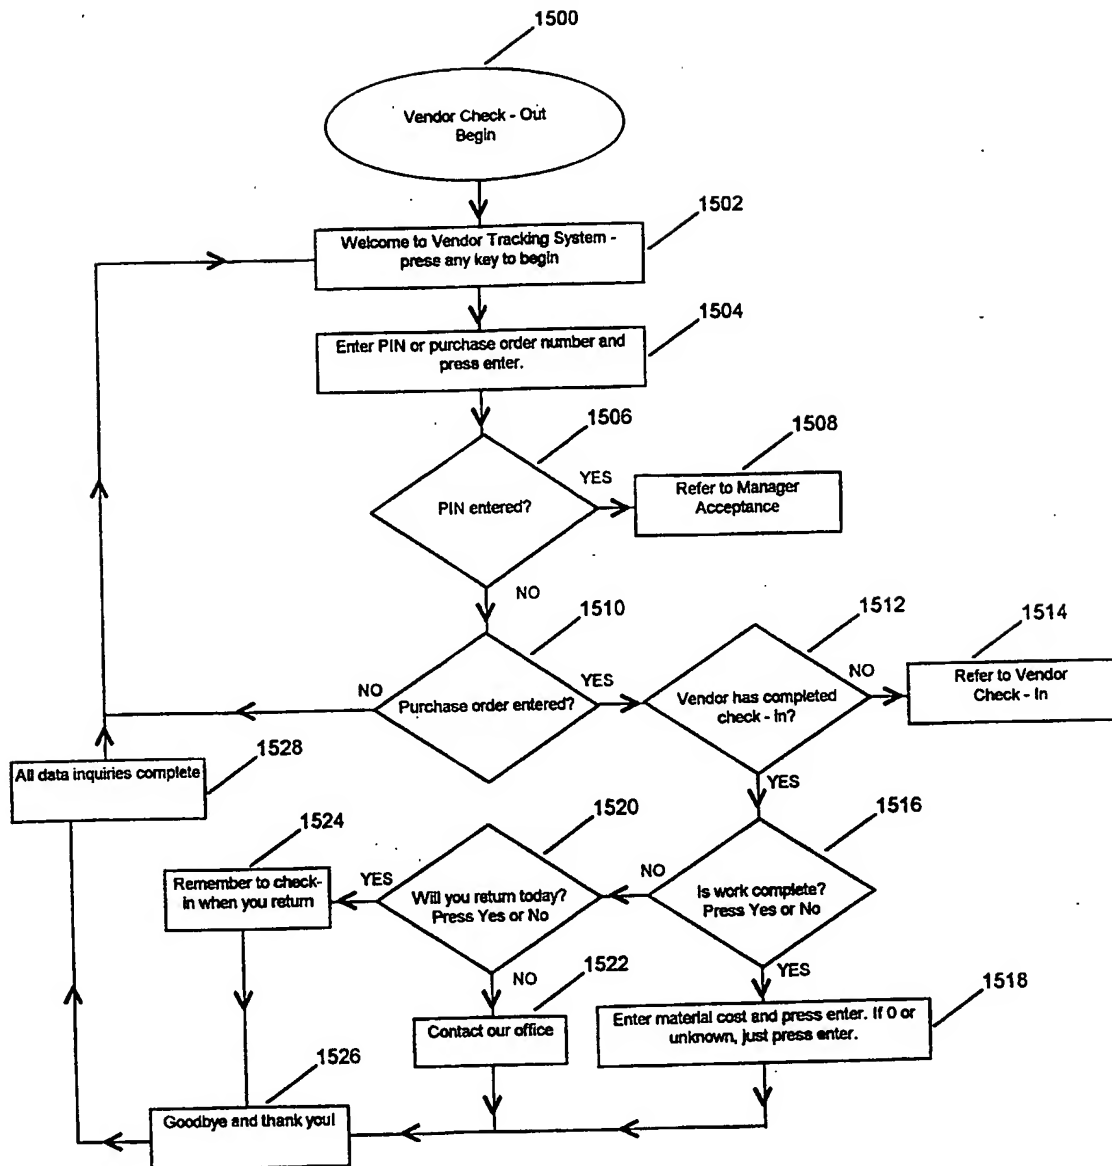 1500
Vendor Check - Out
Begin
1502
Welcome to Vendor Tracking System -
prese any key to begin
1504
Enter PIN or purchase order number and
press enter.
1506
1508
PIN entered?
YES
Refer to Manager
Acceptance
NO
1510
1512
1514
NO
Purchase order entered?
YES
Vendor has completed
check - In?
NO
Refer to Vendor
Check - In
1528
All data inquiries complete
YES
1524
1520
1516
Remember to check-
in when you return
YES
Will you return today?
Press Yes or No
NO
Is work complete?
Press Yes or No
NO
1522
YES
1518
Contact our office
Enter material cost and press enter. If 0 or
unknown, just press enter.
1526
Goodbye and thank you!